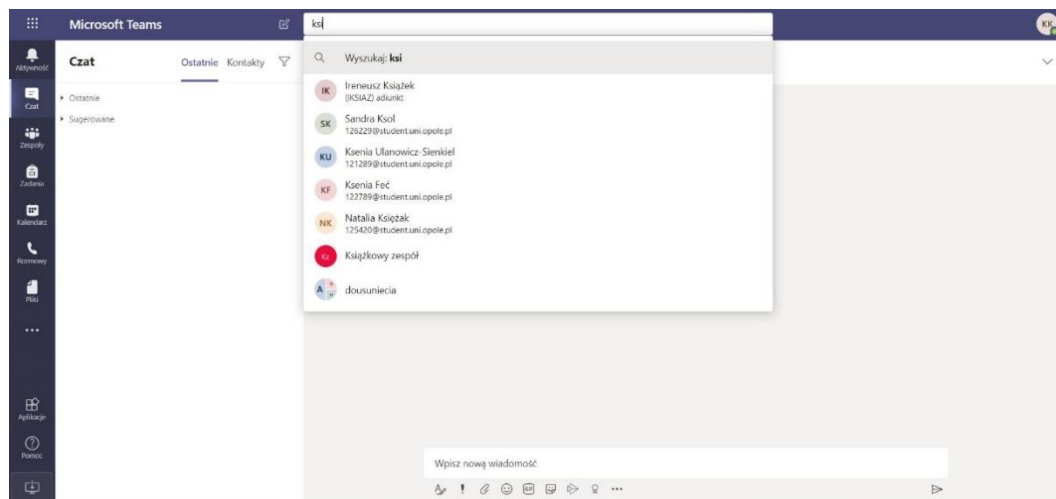 Microsoft Teams
ksi
KK
Aktywność
Czat
Zespoły
Zadania
Kalendarz
Rozmowy
Pliki
Aplikacje
Pomoc
Czat
Ostatnie Kontakty
Ostatnie
Sugerowane
Wyszukaj: ksi
IK
Ireneusz Książek
(IKSIAZ) adiunkt
SK
Sandra Ksol
126229@student.uni.opole.pl
KU
Ksenia Ulanowicz-Sienkiel
121289@student.uni.opole.pl
KF
Ksenia Feć
122789@student.uni.opole.pl
NK
Natalia Księżak
125420@student.uni.opole.pl
Kz
Książkowy zespół
A
dousuniecia
Wpisz nową wiadomość
GIF